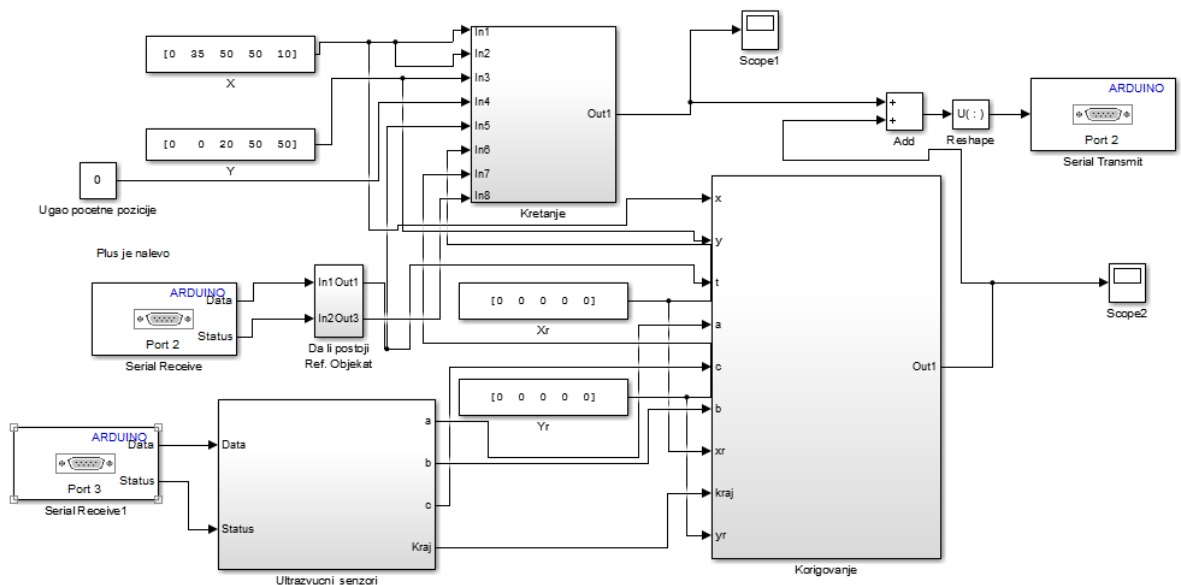 [0 35 50 50 10]
X
[0 0 20 50 50]
Y
0
Ugao pocetne pozicije
Plus je nalevo
In1
In2
In3
In4
In5
In6
In7
In8
Out1
Kretanje
Scope1
+
+
Add
U( : )
Reshape
ARDUINO
Port 2
Serial Transmit
ARDUINO
Data
Status
Port 2
Serial Receive
In1 Out1
In2 Out3
Da li postoji
Ref. Objekat
[0 0 0 0 0]
Xr
[0 0 0 0 0]
Yr
x
y
t
a
c
b
xr
kraj
yr
Out1
Korigovanje
Scope2
ARDUINO
Data
Status
Port 3
Serial Receive1
Data
Status
a
b
c
Kraj
Ultrazvucni senzori